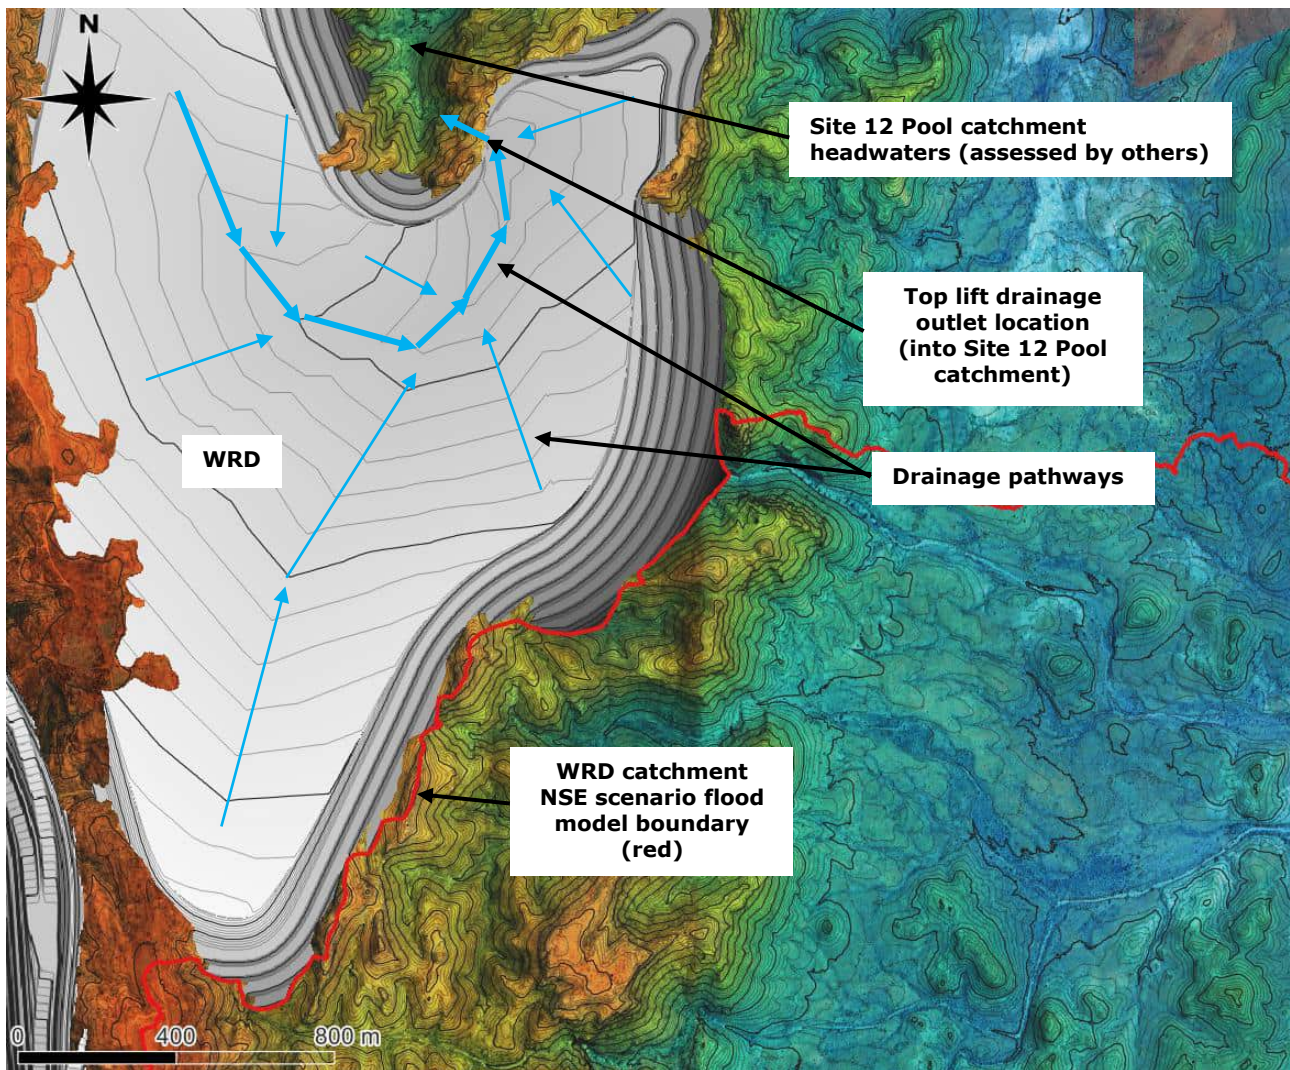 N
Site 12 Pool catchment
headwaters (assessed by others)
Top lift drainage
outlet location
(into Site 12 Pool
catchment)
WRD
Drainage pathways
WRD catchment
NSE scenario flood
model boundary
(red)
0 400 800 m